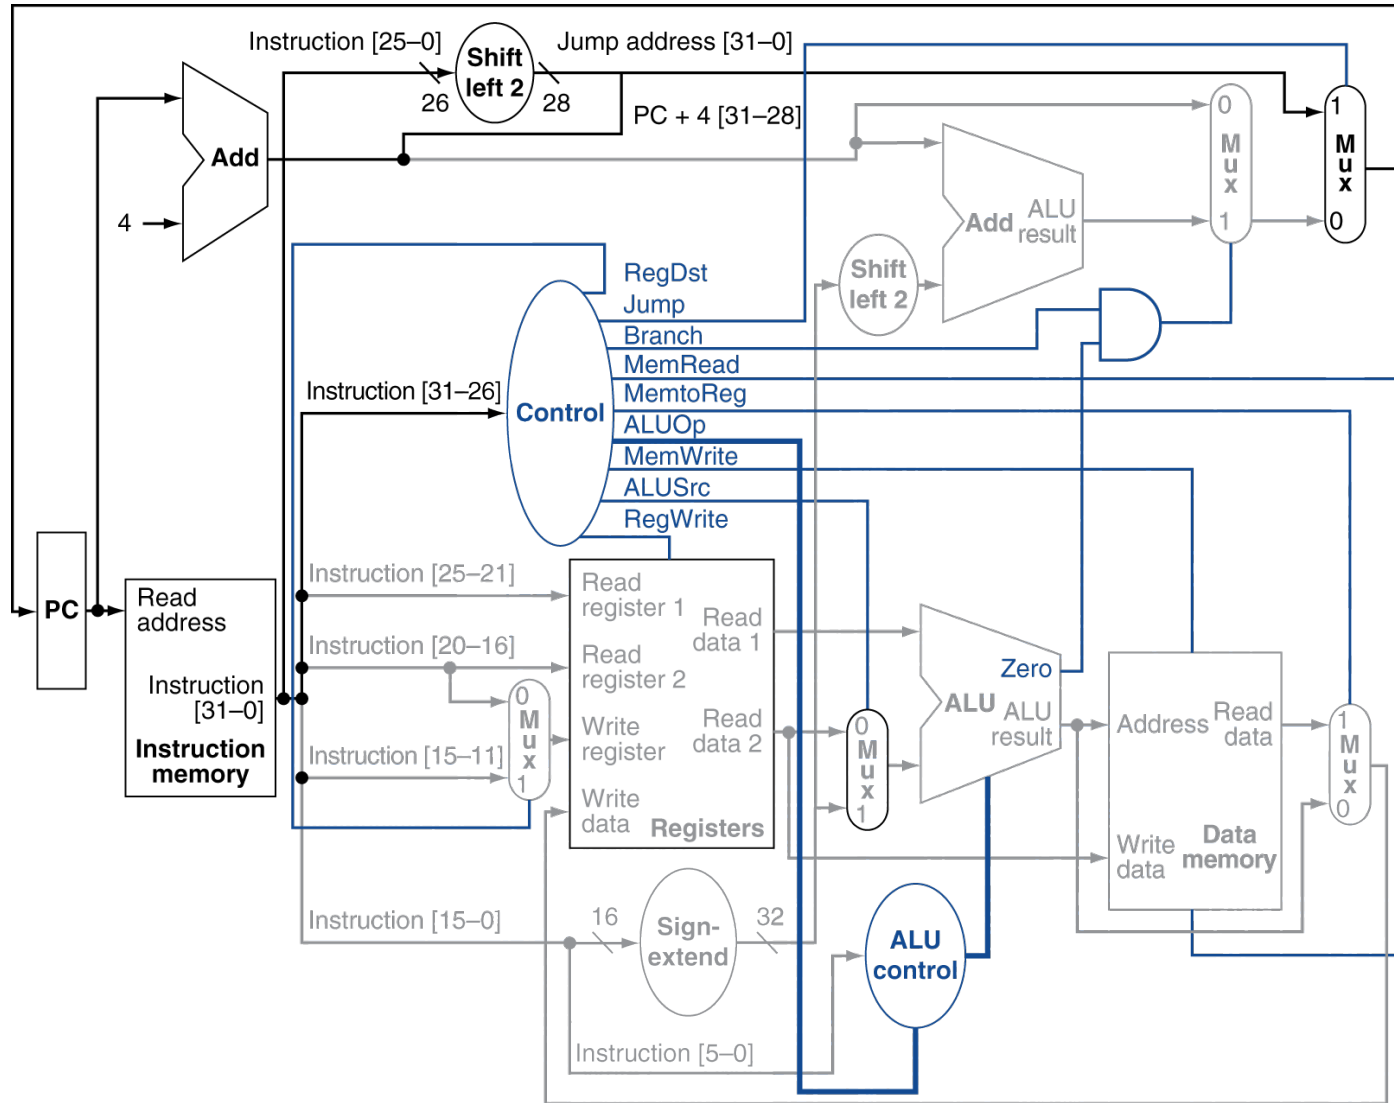 Instruction [25–0]
Shift
left 2
Jump address [31–0]
26
28
PC + 4 [31–28]
Add
4
0
M
u
x
1
1
M
u
x
0
Add
ALU
result
Shift
left 2
RegDst
Jump
Branch
MemRead
MemtoReg
ALUOp
MemWrite
ALUSrc
RegWrite
Instruction [31–26]
Control
PC
Read
address
Instruction
[31–0]
Instruction
memory
Instruction [25–21]
Instruction [20–16]
Instruction [15–11]
0
M
u
x
1
Read
register 1
Read
register 2
Write
register
Write
data
Read
data 1
Read
data 2
Registers
0
M
u
x
1
Zero
ALU
ALU
result
Address
Read
data
Write
data
Data
memory
1
M
u
x
0
Instruction [15–0]
16
Sign-
extend
32
ALU
control
Instruction [5–0]